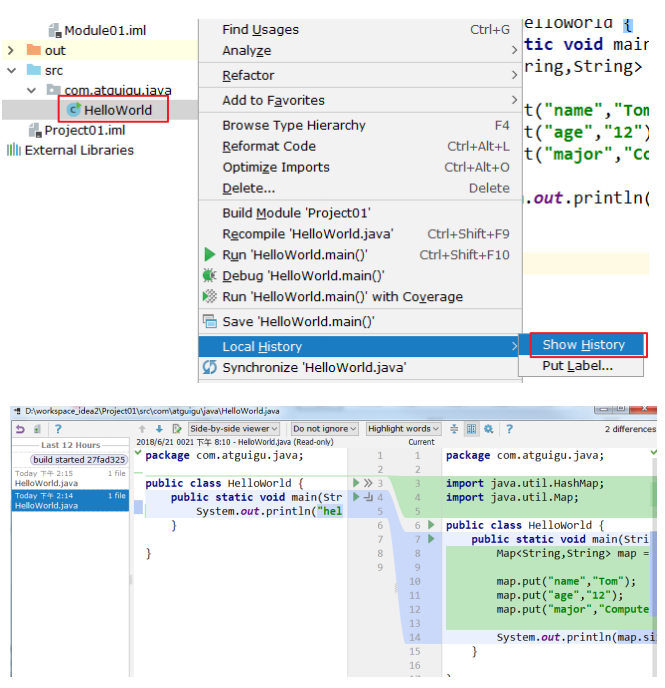 Module01.iml
out
src
com.atguigu.java
HelloWorld
Project01.iml
External Libraries
Find Usages Ctrl+G
Analyze
Refactor
Add to Favorites
Browse Type Hierarchy F4
Reformat Code Ctrl+Alt+L
Optimize Imports Ctrl+Alt+O
Delete... Delete
Build Module 'Project01'
Recompile 'HelloWorld.java' Ctrl+Shift+F9
Run 'HelloWorld.main()' Ctrl+Shift+F10
Debug 'HelloWorld.main()'
Run 'HelloWorld.main()' with Coverage
Save 'HelloWorld.main()'
Local History
Synchronize 'HelloWorld.java'
Show History
Put Label...
elloworld {
tic void main
ring,String>
t("name","Tom
t("age","12")
t("major","Co
.out.println(
D:\workspace_idea2\Project01\src\com\atguigu\java\HelloWorld.java
Side-by-side viewer Do not ignore Highlight words ? 2 differences
Last 12 Hours
build started 27fad325
Today 下午 2:15 1 file
HelloWorld.java
Today 下午 2:14 1 file
HelloWorld.java
2018/6/21 0021 下午 8:10 - HelloWorld.java (Read-only) Current
package com.atguigu.java; 1
2
public class HelloWorld { 3
public static void main(Str 4
System.out.println("hel 5
} 6
7
} 8
9
1 package com.atguigu.java;
2
3 import java.util.HashMap;
4 import java.util.Map;
5
6 public class HelloWorld {
7 public static void main(Stri
8 Map<String,String> map =
9
10 map.put("name","Tom");
11 map.put("age","12");
12 map.put("major","Compute
13
14 System.out.println(map.si
15 }
16